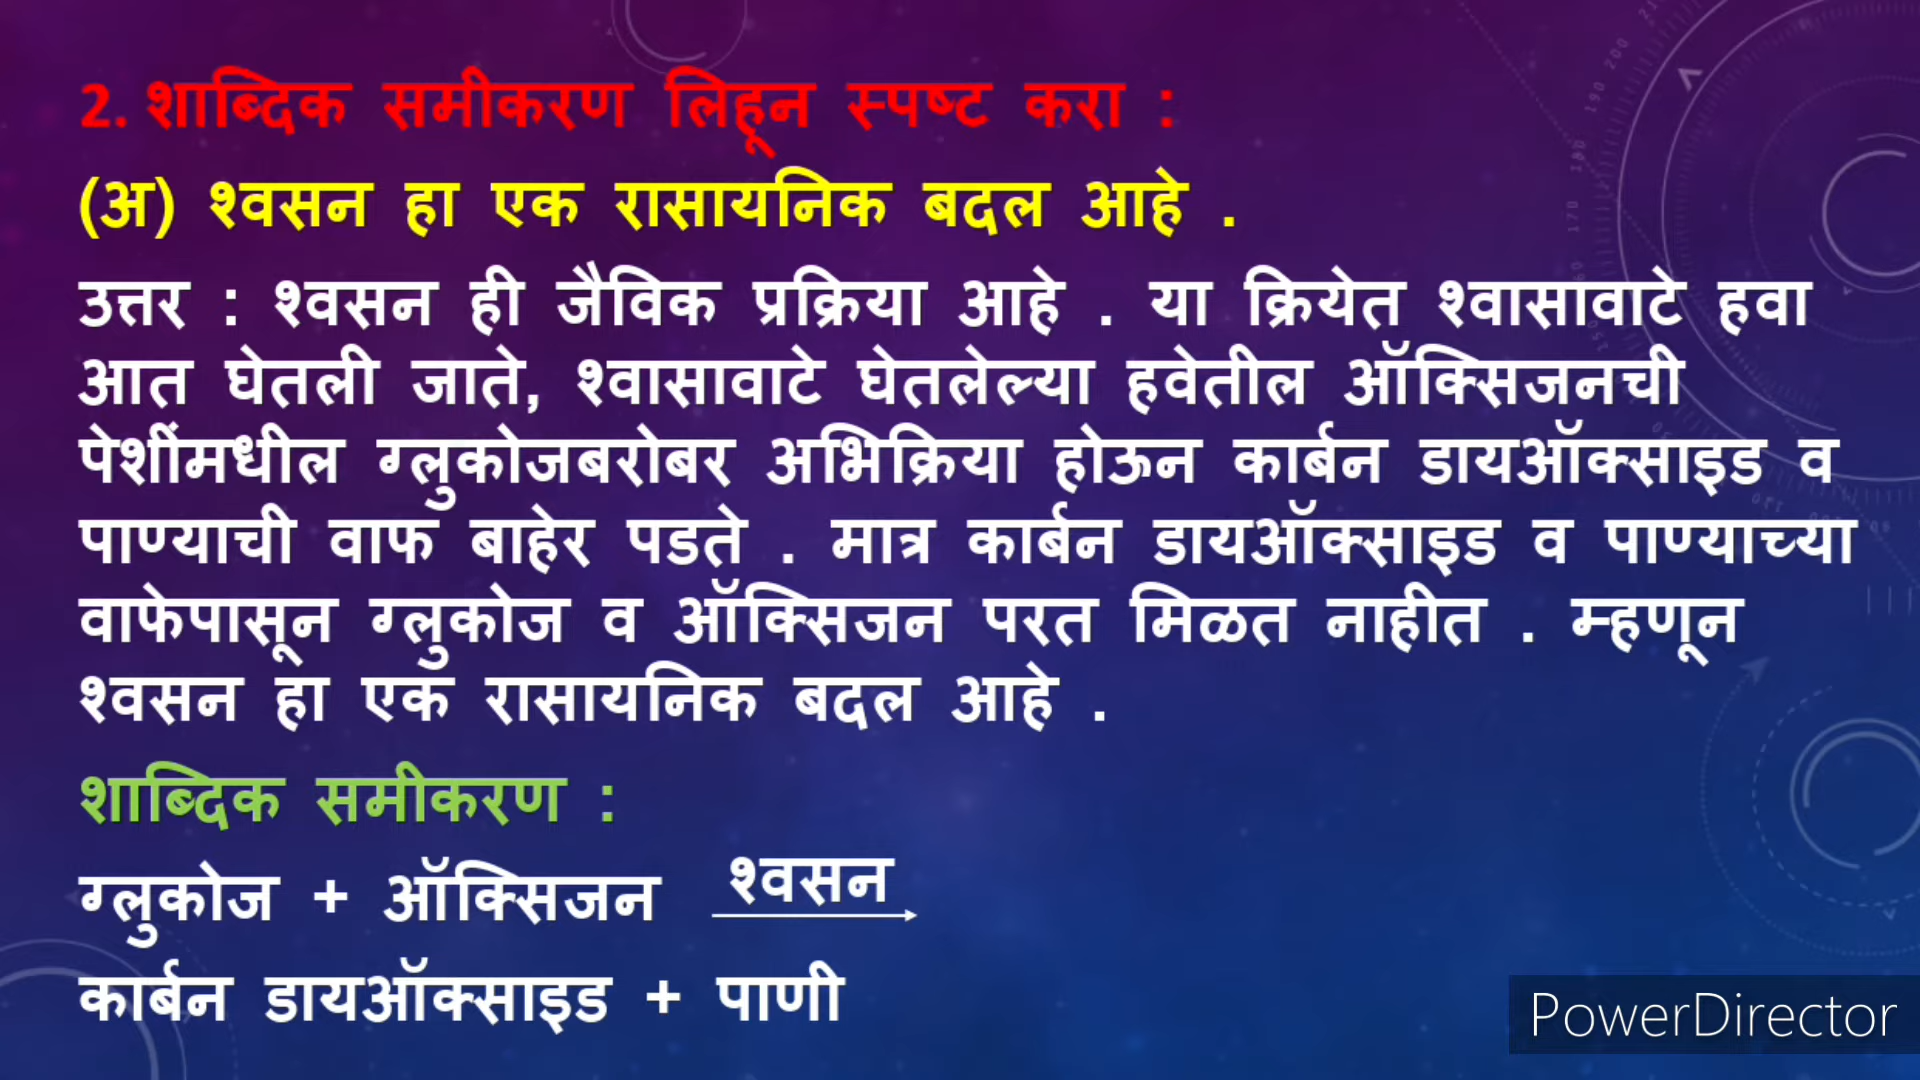 2. शाब्दिक समीकरण लिहून स्पष्ट करा :
(अ) श्वसन हा एक रासायनिक बदल आहे .
उत्तर : श्वसन ही जैविक प्रक्रिया आहे . या क्रियेत श्वासावाटे हवा
आत घेतली जाते, श्वासावाटे घेतलेल्या हवेतील ऑक्सिजनची
पेशींमधील ग्लुकोजबरोबर अभिक्रिया होऊन कार्बन डायऑक्साइड व
पाण्याची वाफ बाहेर पडते . मात्र कार्बन डायऑक्साइड व पाण्याच्या
वाफेपासून ग्लुकोज व ऑक्सिजन परत मिळत नाहीत . म्हणून
श्वसन हा एक रासायनिक बदल आहे .
शाब्दिक समीकरण :
ग्लुकोज + ऑक्सिजन श्वसन →
कार्बन डायऑक्साइड + पाणी
PowerDirector